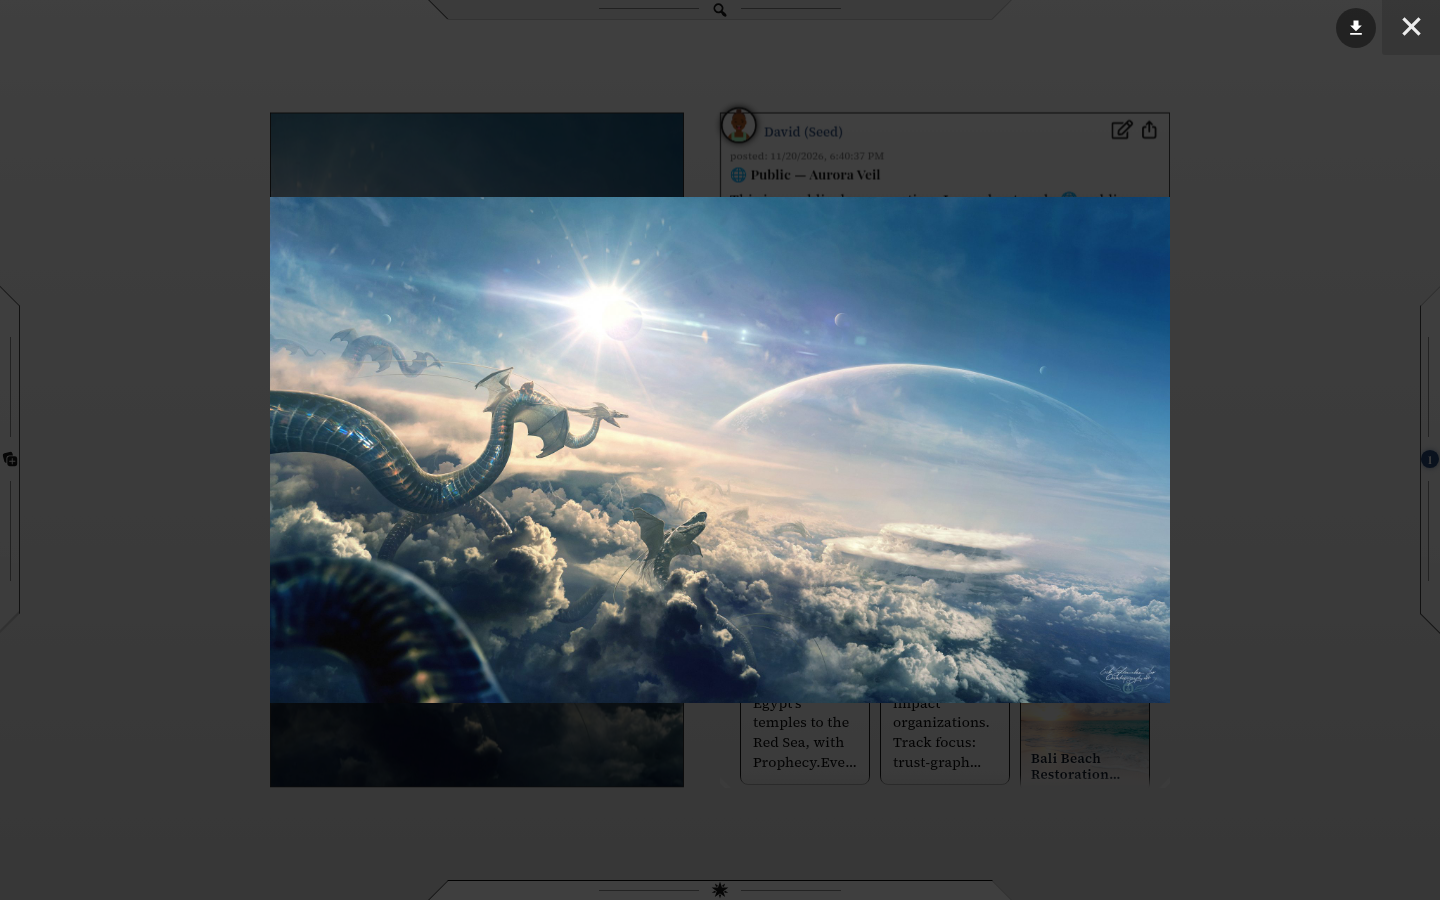 David (Seed)
posted: 11/20/2026, 6:40:37 PM
🌐 Public — Aurora Veil
Egypt's
temples to the
Red Sea, with
Prophecy.Eve...
impact
organizations.
Track focus:
trust-graph...
Bali Beach
Restoration...